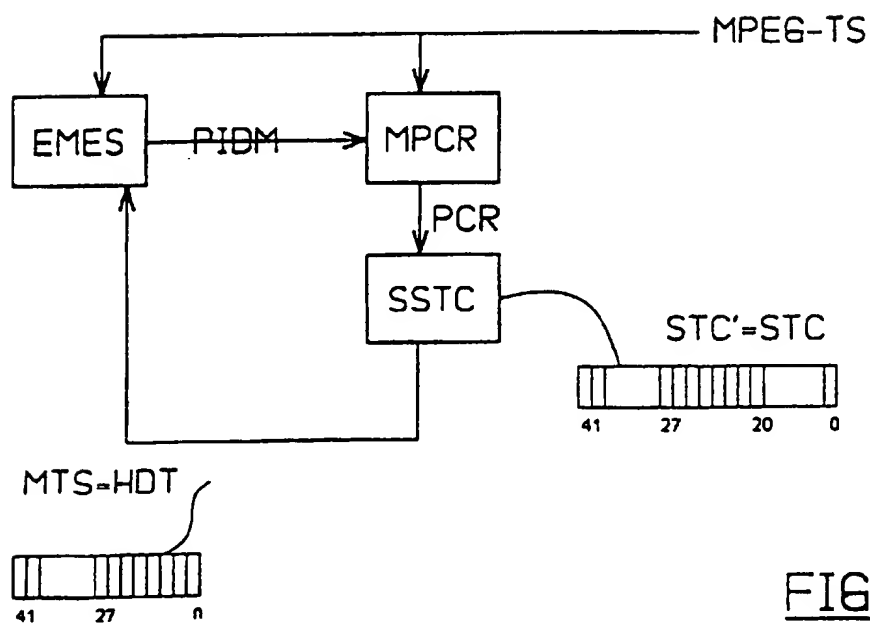 MPEG-TS
EMES
PIDM
MPCR
PCR
SSTC
STC'=STC
41 27 20 0
MTS=HDT
41 27 0
FIG